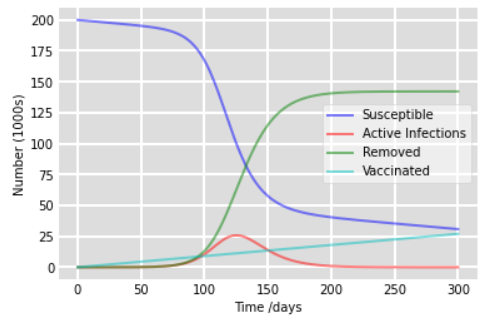 Number (1000s)
200
175
150
125
100
75
50
25
0
Susceptible
Active Infections
Removed
Vaccinated
0 50 100 150 200 250 300
Time /days